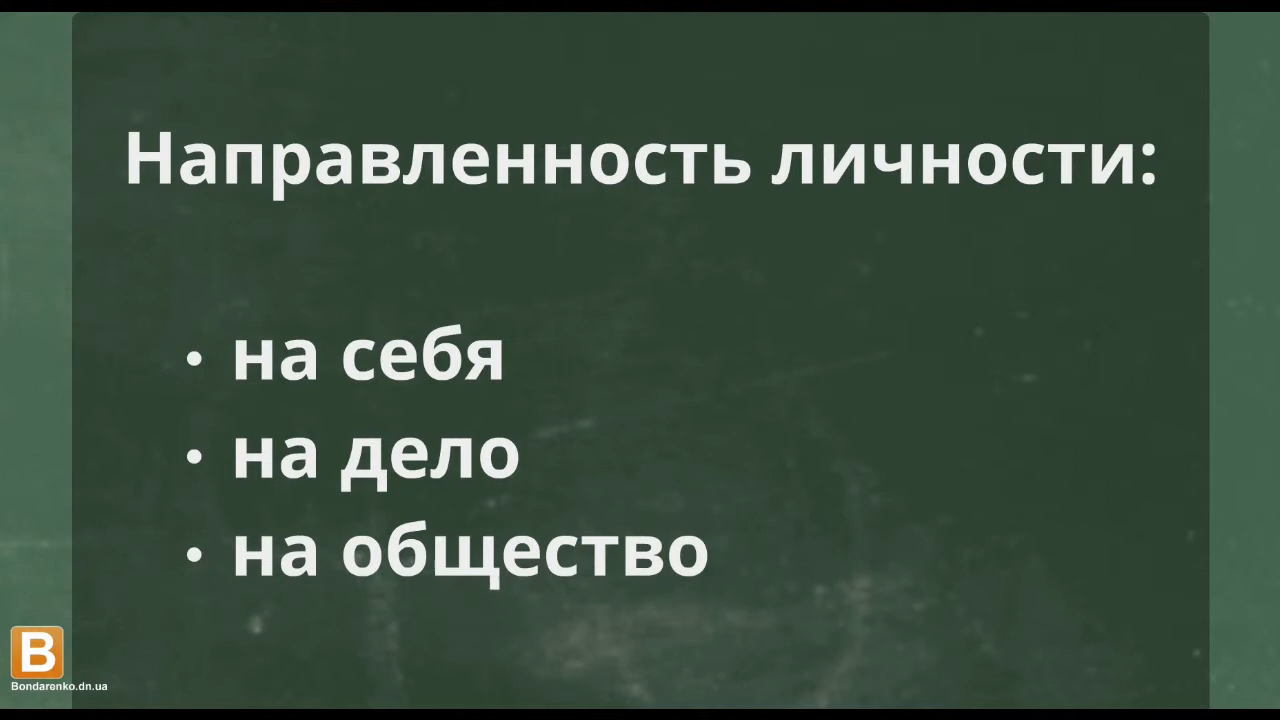 Направленность личности:
• на себя
• на дело
• на общество
B
Bondarenko.dn.ua